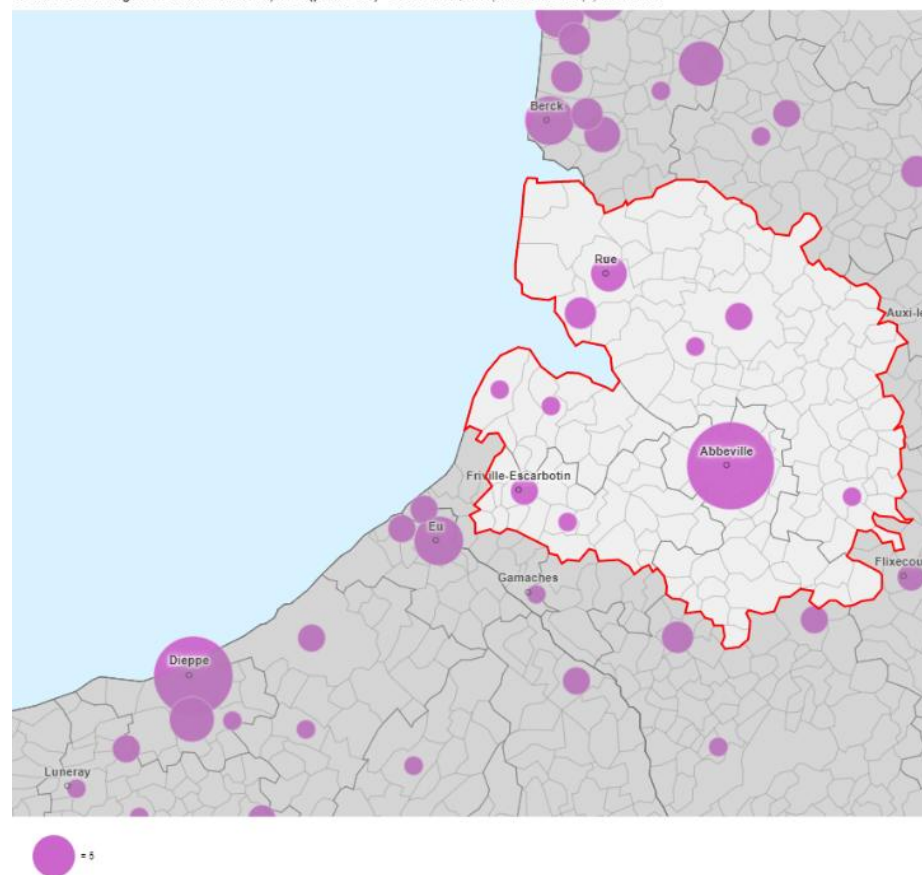 Berck
Rue
Auxi-le
Abbeville
Friville-Escarbotin
Eu
Flixecou
Gamaches
Dieppe
Luneray
= 5